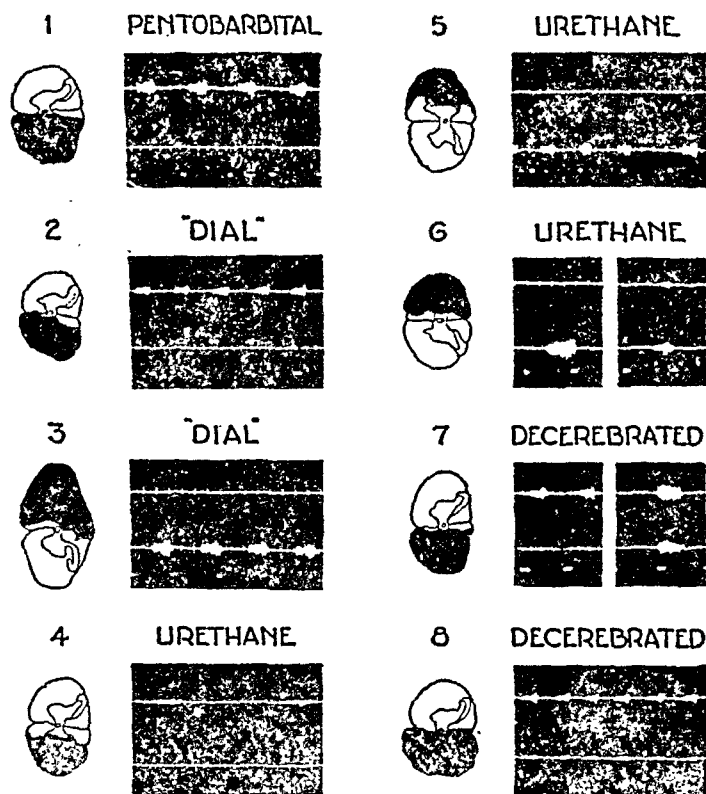 1 PENTOBARBITAL
5 URETHANE
2 "DIAL"
6 URETHANE
3 "DIAL"
7 DECEREBRATED
4 URETHANE
8 DECEREBRATED